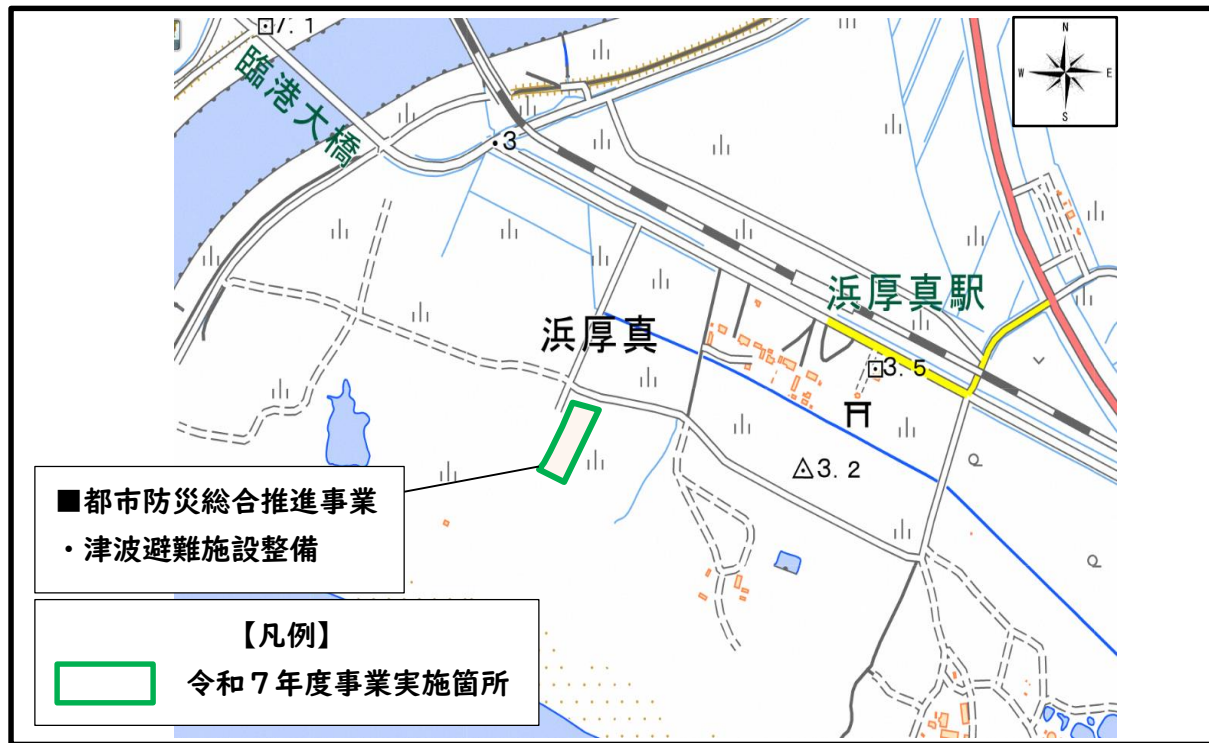 7.1
N
W
E
S
臨港大橋
3
浜厚真駅
浜厚真
3.5
3.2
■都市防災総合推進事業
・津波避難施設整備
【凡例】
令和7年度事業実施箇所